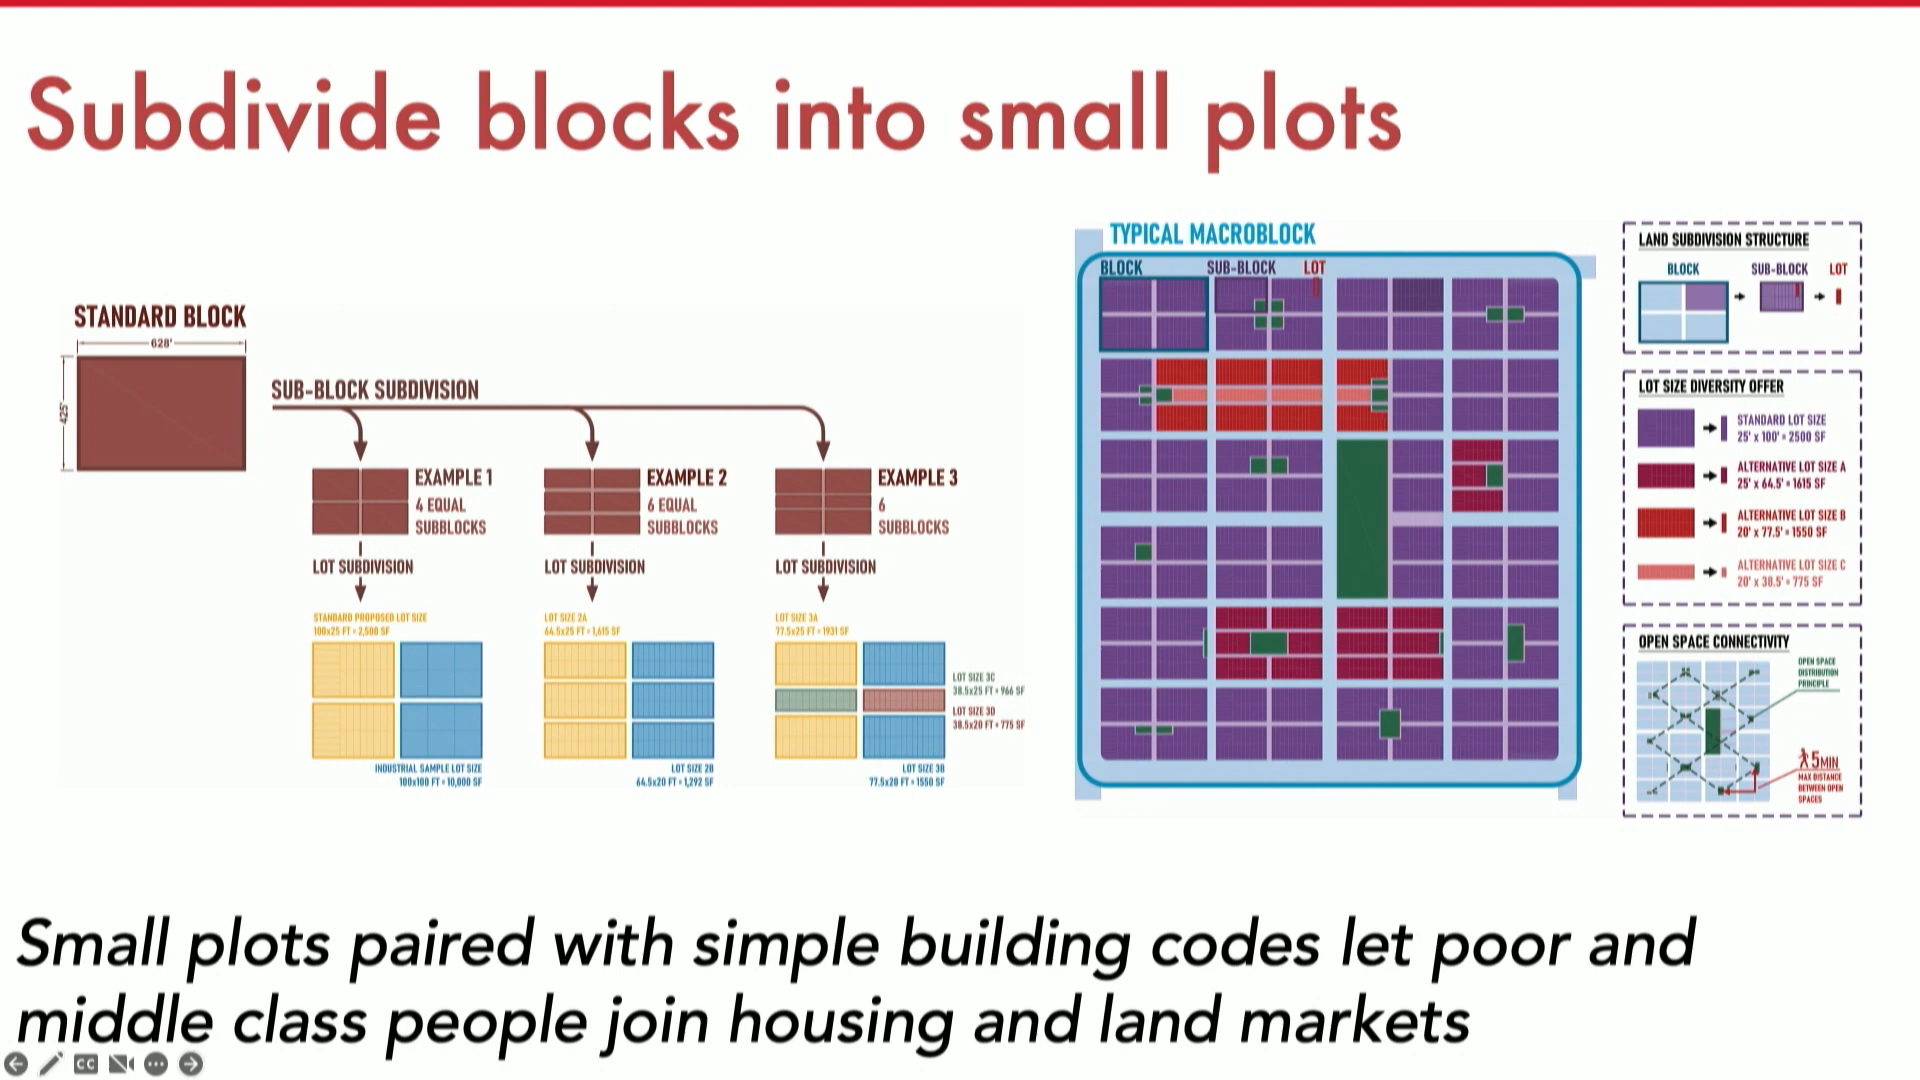 Subdivide blocks into small plots
STANDARD BLOCK
628'
425'
SUB-BLOCK SUBDIVISION
EXAMPLE 1
4 EQUAL
SUBBLOCKS
EXAMPLE 2
6 EQUAL
SUBBLOCKS
EXAMPLE 3
6
SUBBLOCKS
LOT SUBDIVISION
LOT SUBDIVISION
LOT SUBDIVISION
STANDARD PROPOSED LOT SIZE
100x25 FT = 2,500 SF
LOT SIZE 2A
64.5x25 FT = 1,615 SF
LOT SIZE 3A
77.5x25 FT = 1931 SF
LOT SIZE 3C
38.5x25 FT = 966 SF
LOT SIZE 3D
38.5x20 FT = 775 SF
INDUSTRIAL SAMPLE LOT SIZE
100x100 FT = 10,000 SF
LOT SIZE 2B
64.5x20 FT = 1,292 SF
LOT SIZE 3B
77.5x20 FT = 1550 SF
TYPICAL MACROBLOCK
BLOCK
SUB-BLOCK
LOT
LAND SUBDIVISION STRUCTURE
BLOCK
SUB-BLOCK
LOT
LOT SIZE DIVERSITY OFFER
STANDARD LOT SIZE
25' x 100' = 2500 SF
ALTERNATIVE LOT SIZE A
25' x 64.5' = 1615 SF
ALTERNATIVE LOT SIZE B
20' x 77.5' = 1550 SF
ALTERNATIVE LOT SIZE C
20' x 38.5' = 775 SF
OPEN SPACE CONNECTIVITY
OPEN SPACE
DISTRIBUTION
PRINCIPLE
5MIN
MAX DISTANCE
BETWEEN OPEN
SPACES
Small plots paired with simple building codes let poor and
middle class people join housing and land markets
CC